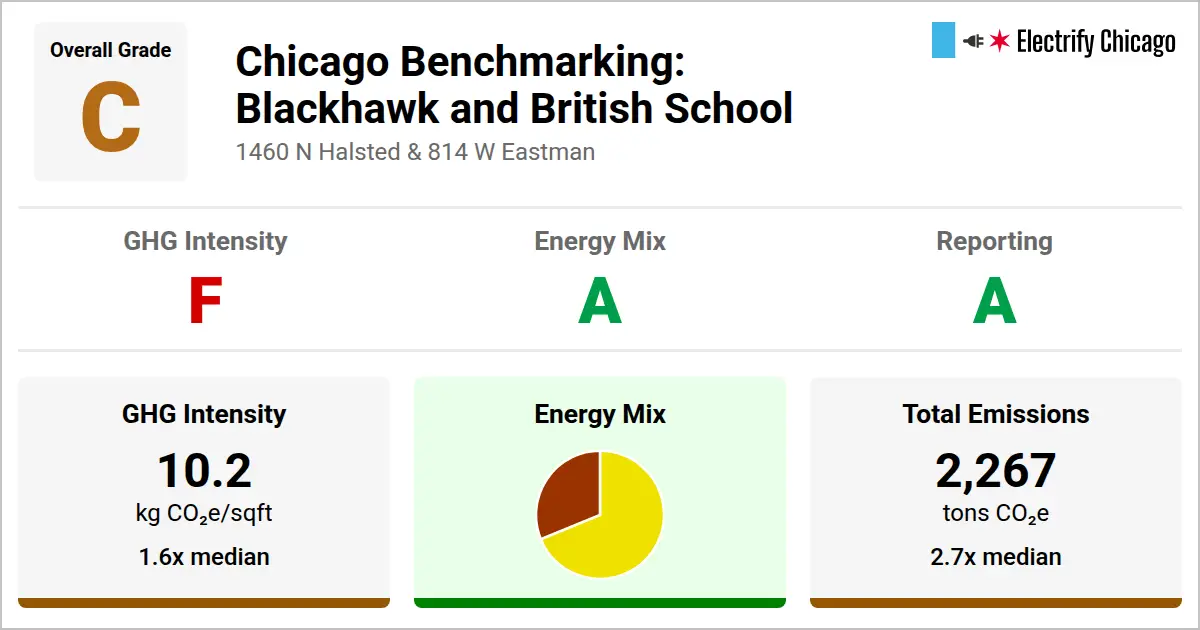 Overall Grade
C
Chicago Benchmarking:
Blackhawk and British School
1460 N Halsted & 814 W Eastman
Electrify Chicago
GHG Intensity
F
Energy Mix
A
Reporting
A
GHG Intensity
10.2
kg CO₂e/sqft
1.6x median
Energy Mix
Total Emissions
2,267
tons CO₂e
2.7x median